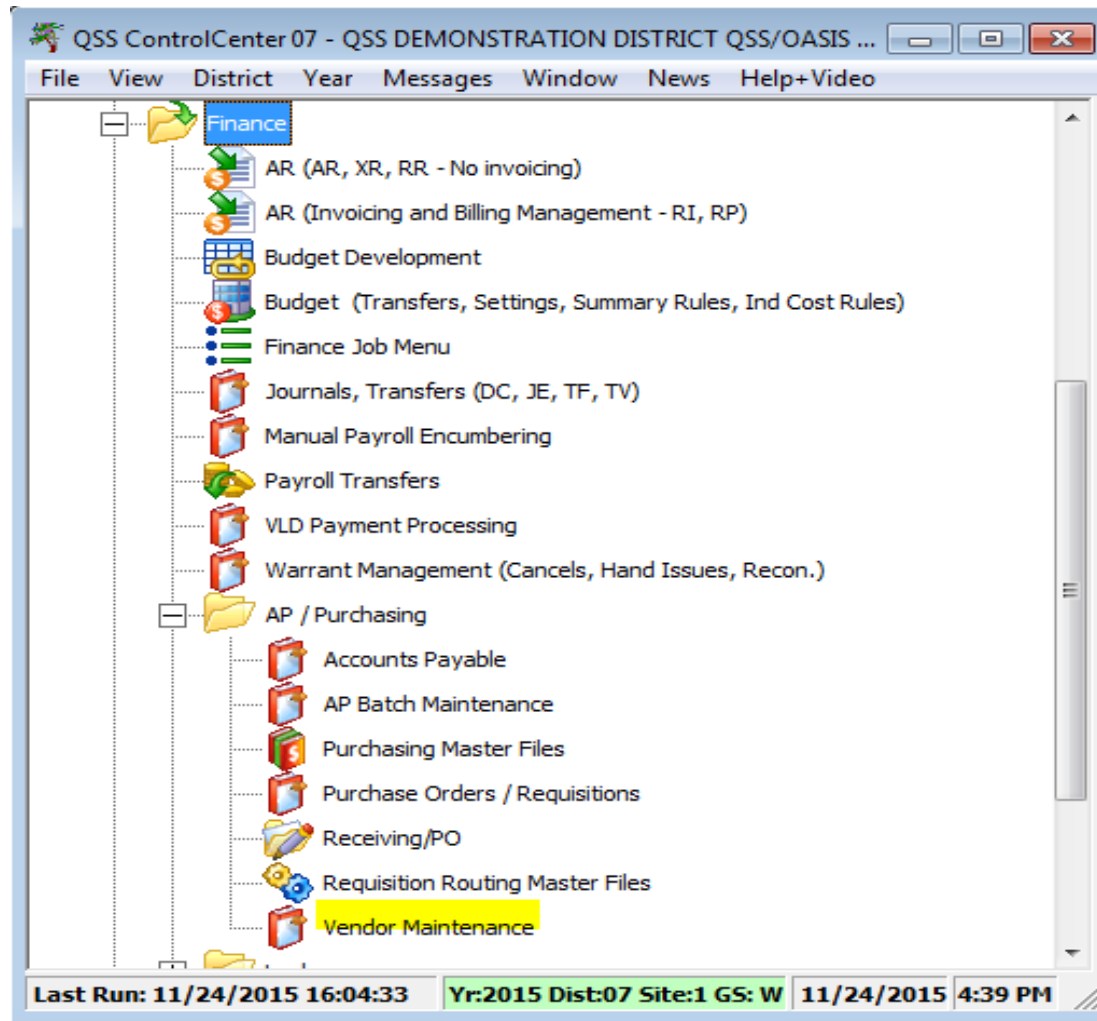 QSS ControlCenter 07 - QSS DEMONSTRATION DISTRICT QSS/OASIS ...
File View District Year Messages Window News Help+Video
Finance
AR (AR, XR, RR - No invoicing)
AR (Invoicing and Billing Management - RI, RP)
Budget Development
Budget (Transfers, Settings, Summary Rules, Ind Cost Rules)
Finance Job Menu
Journals, Transfers (DC, JE, TF, TV)
Manual Payroll Encumbering
Payroll Transfers
VLD Payment Processing
Warrant Management (Cancels, Hand Issues, Recon.)
AP / Purchasing
Accounts Payable
AP Batch Maintenance
Purchasing Master Files
Purchase Orders / Requisitions
Receiving/PO
Requisition Routing Master Files
Vendor Maintenance
Last Run: 11/24/2015 16:04:33 Yr:2015 Dist:07 Site:1 GS: W 11/24/2015 4:39 PM